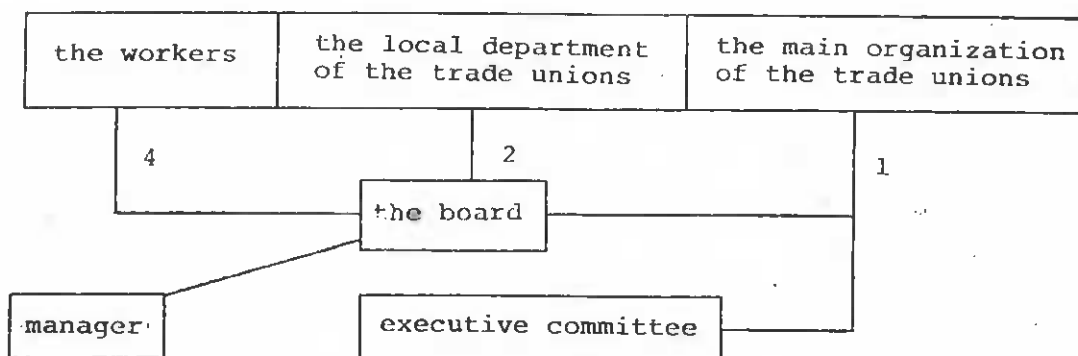 the workers
the local department
of the trade unions
the main organization
of the trade unions
4
2
1
the board
manager
executive committee